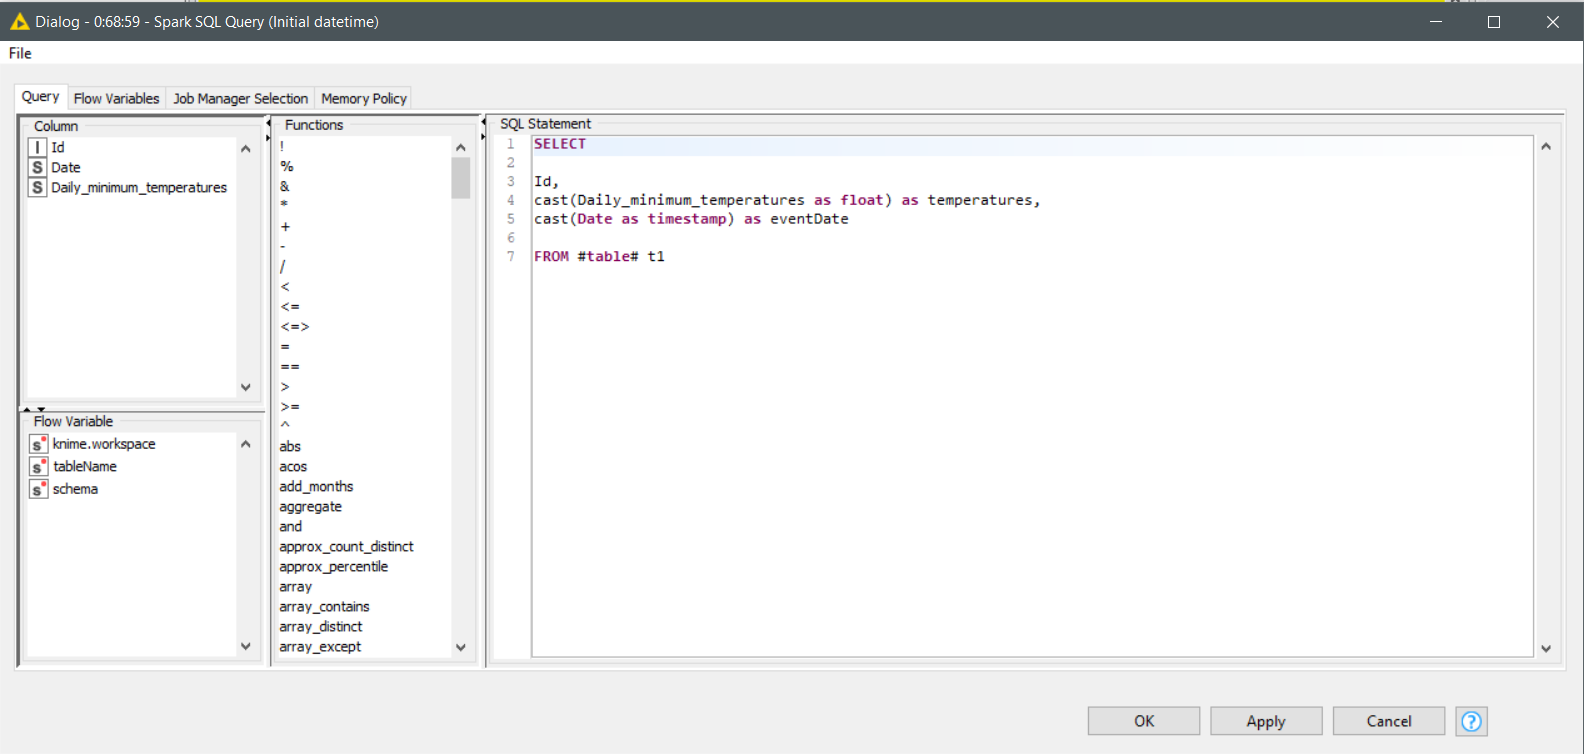 Dialog - 0:68:59 - Spark SQL Query (Initial datetime)
File
Query Flow Variables Job Manager Selection Memory Policy
Column
I Id
S Date
S Daily_minimum_temperatures
Flow Variable
s knime.workspace
s tableName
s schema
Functions
!
%
&
*
+
-
/
<
<=
<=>
=
==
>
>=
^
abs
acos
add_months
aggregate
and
approx_count_distinct
approx_percentile
array
array_contains
array_distinct
array_except
SQL Statement
1 SELECT
2
3 Id,
4 cast(Daily_minimum_temperatures as float) as temperatures,
5 cast(Date as timestamp) as eventDate
6
7 FROM #table# t1
OK Apply Cancel ?